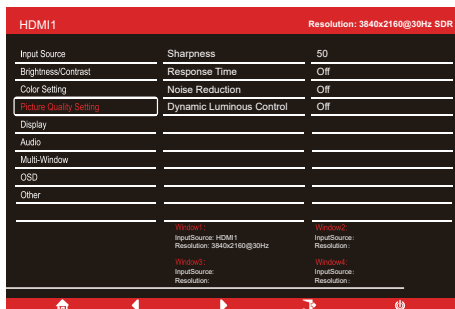 HDMI1 Resolution: 3840x2160@30Hz SDR
Input Source Sharpness 50
Brightness/Contrast Response Time Off
Color Setting Noise Reduction Off
Picture Quality Setting Dynamic Luminous Control Off
Display
Audio
Multi-Window
OSD
Other
Window1: Window2:
InputSource: HDMI1 InputSource:
Resolution: 3840x2160@30Hz Resolution:
Window3: Window4:
InputSource: InputSource:
Resolution: Resolution: